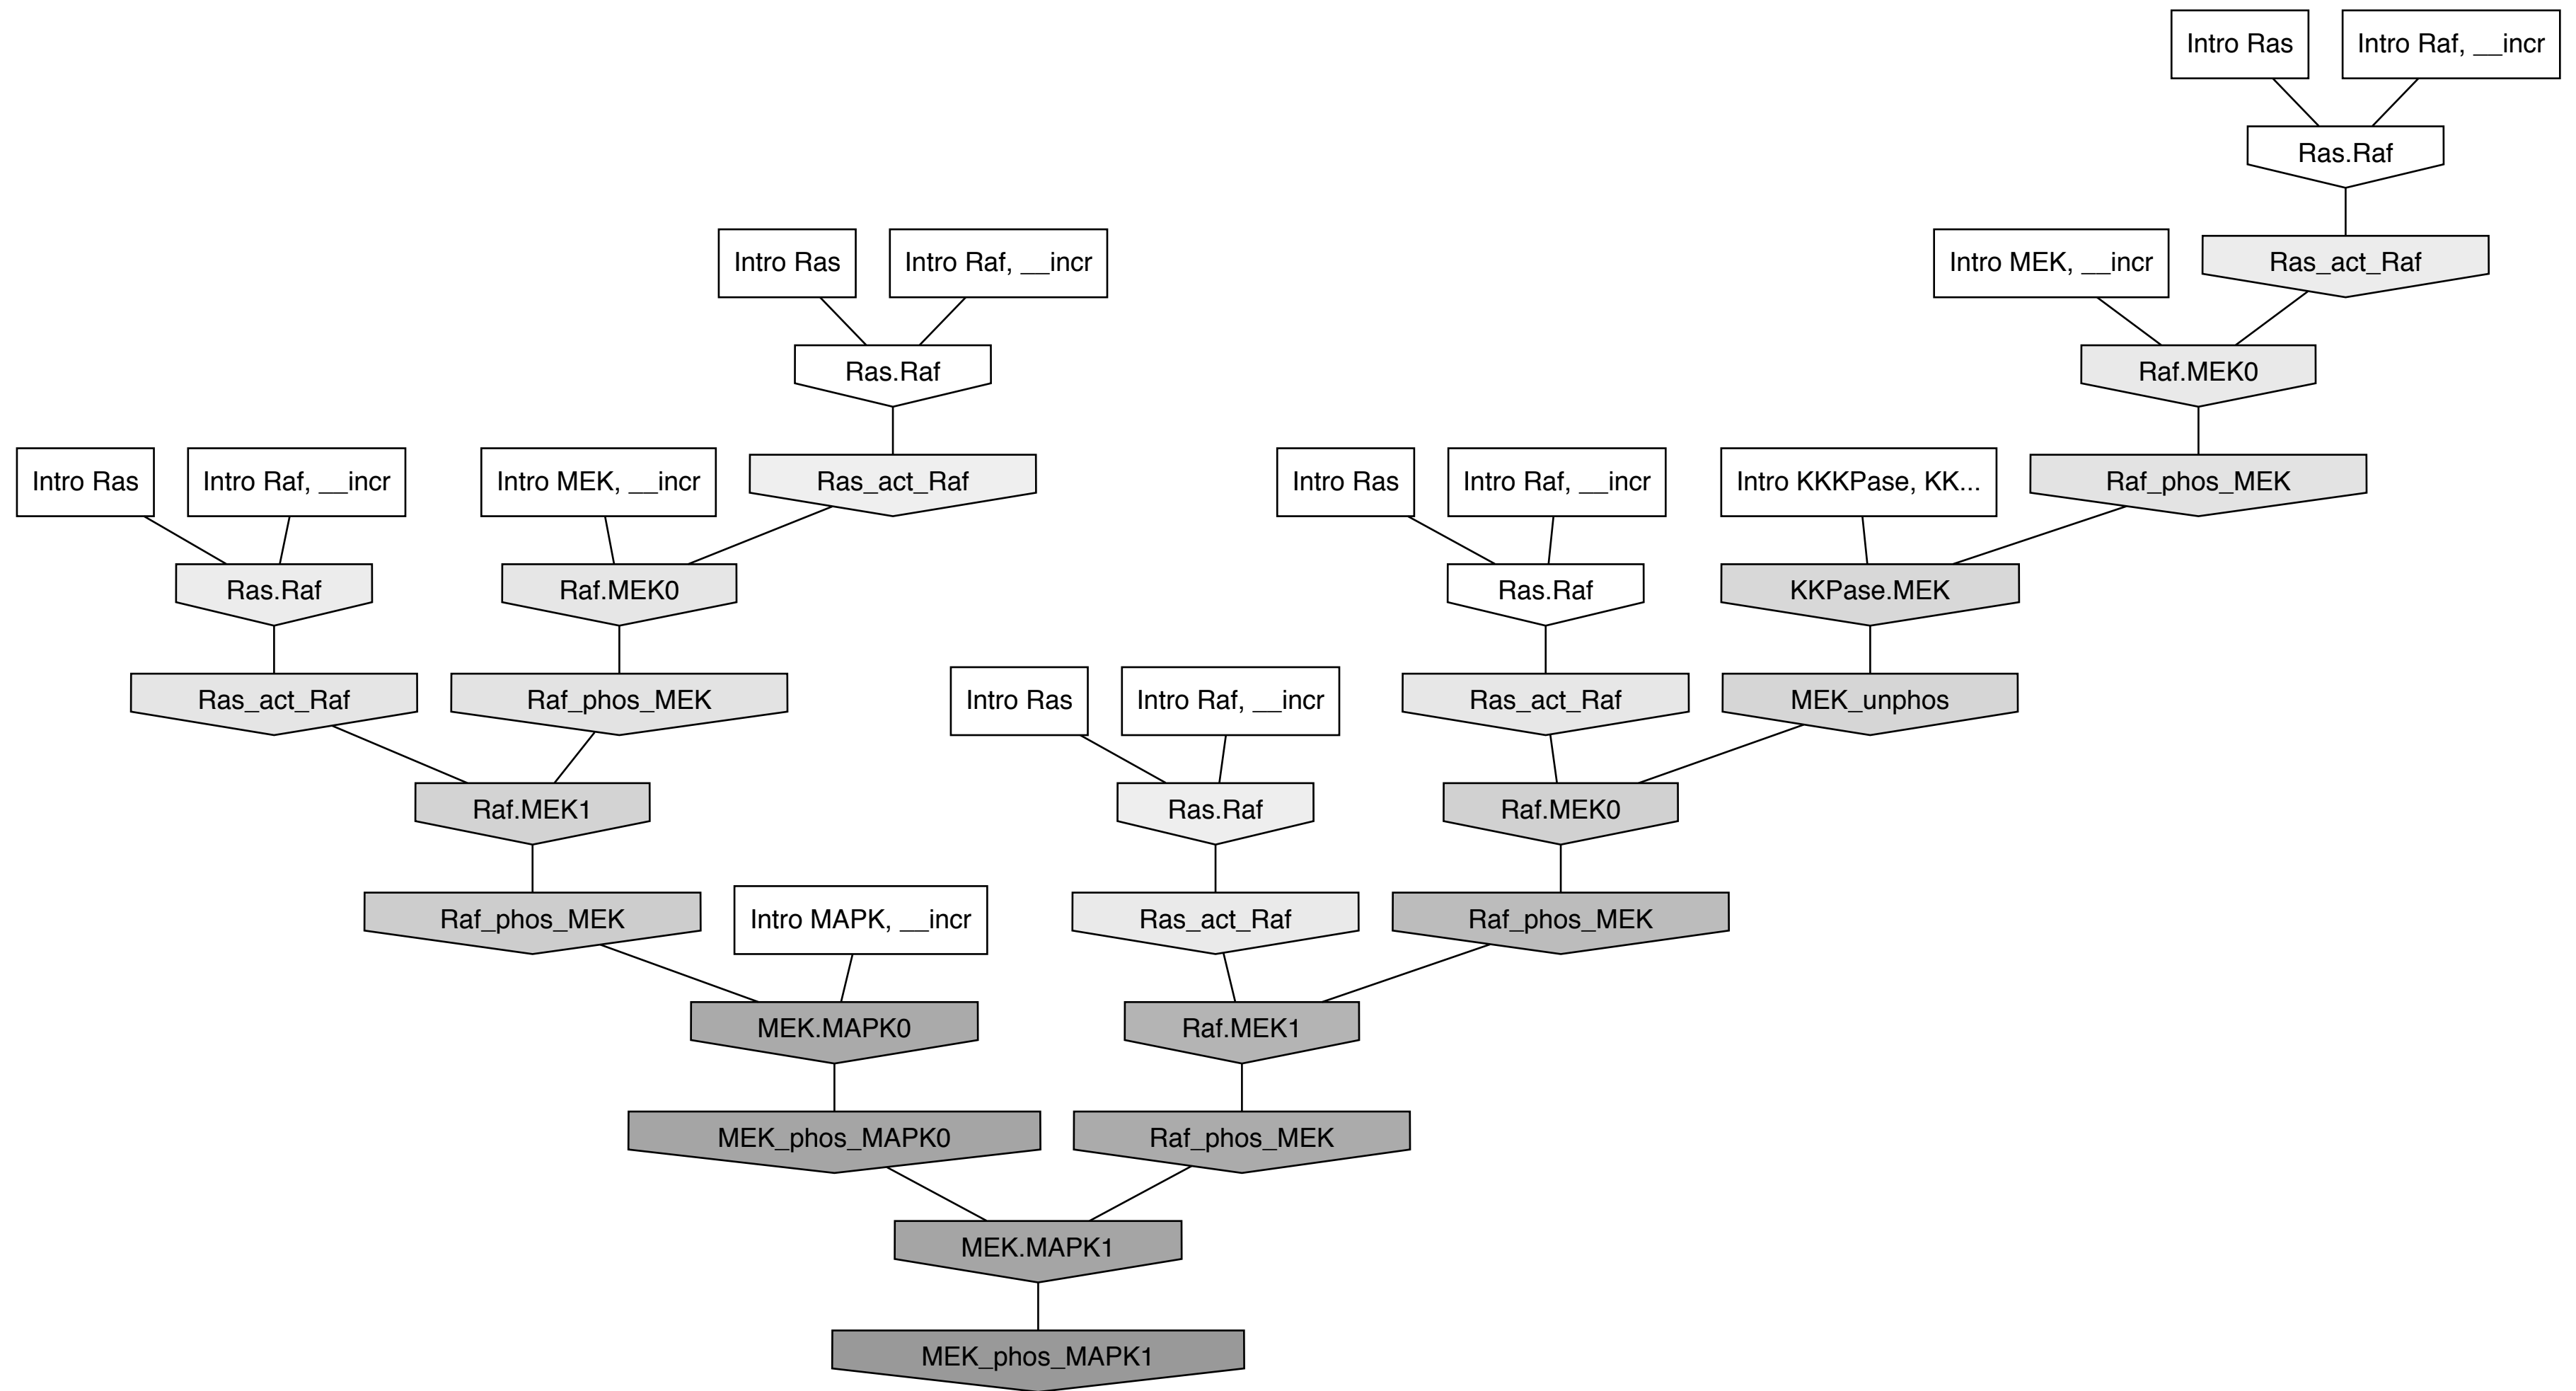 Intro Ras
Intro Raf, __incr
Ras.Raf
Intro Ras
Intro Raf, __incr
Intro MEK, __incr
Ras_act_Raf
Ras.Raf
Raf.MEK0
Intro Ras
Intro Raf, __incr
Intro MEK, __incr
Ras_act_Raf
Intro Ras
Intro Raf, __incr
Intro KKKPase, KK...
Raf_phos_MEK
Ras.Raf
Raf.MEK0
Ras.Raf
KKPase.MEK
Ras_act_Raf
Raf_phos_MEK
Intro Ras
Intro Raf, __incr
Ras_act_Raf
MEK_unphos
Raf.MEK1
Ras.Raf
Raf.MEK0
Raf_phos_MEK
Intro MAPK, __incr
Ras_act_Raf
Raf_phos_MEK
MEK.MAPK0
Raf.MEK1
MEK_phos_MAPK0
Raf_phos_MEK
MEK.MAPK1
MEK_phos_MAPK1